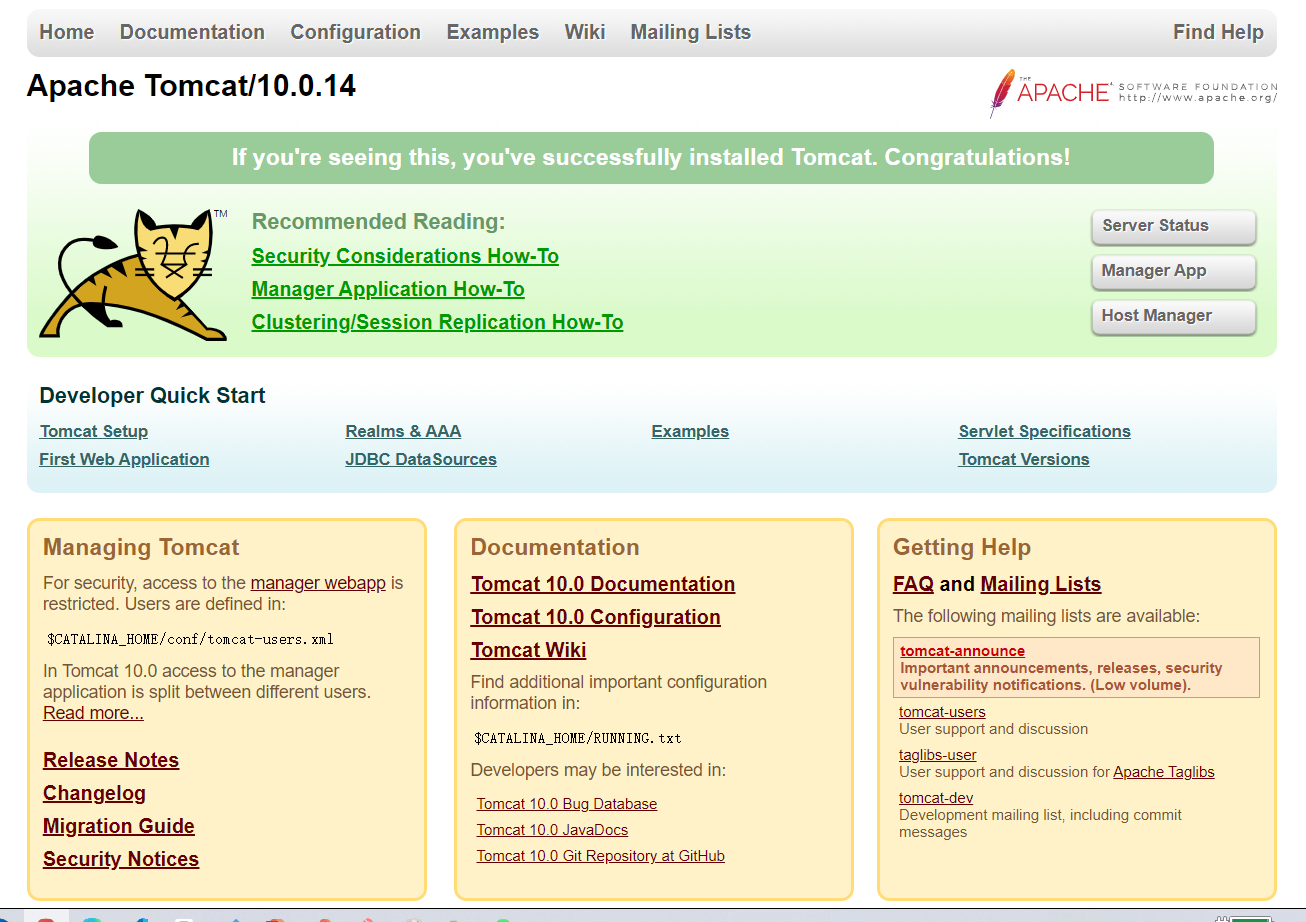 Home Documentation Configuration Examples Wiki Mailing Lists Find Help
Apache Tomcat/10.0.14
THE APACHE® SOFTWARE FOUNDATION
http://www.apache.org/
If you're seeing this, you've successfully installed Tomcat. Congratulations!
TM
Recommended Reading:
Security Considerations How-To
Manager Application How-To
Clustering/Session Replication How-To
Server Status
Manager App
Host Manager
Developer Quick Start
Tomcat Setup
First Web Application
Realms & AAA
JDBC DataSources
Examples
Servlet Specifications
Tomcat Versions
Managing Tomcat
For security, access to the manager webapp is
restricted. Users are defined in:
$CATALINA_HOME/conf/tomcat-users.xml
In Tomcat 10.0 access to the manager
application is split between different users.
Read more...
Release Notes
Changelog
Migration Guide
Security Notices
Documentation
Tomcat 10.0 Documentation
Tomcat 10.0 Configuration
Tomcat Wiki
Find additional important configuration
information in:
$CATALINA_HOME/RUNNING.txt
Developers may be interested in:
Tomcat 10.0 Bug Database
Tomcat 10.0 JavaDocs
Tomcat 10.0 Git Repository at GitHub
Getting Help
FAQ and Mailing Lists
The following mailing lists are available:
tomcat-announce
Important announcements, releases, security
vulnerability notifications. (Low volume).
tomcat-users
User support and discussion
taglibs-user
User support and discussion for Apache Taglibs
tomcat-dev
Development mailing list, including commit
messages